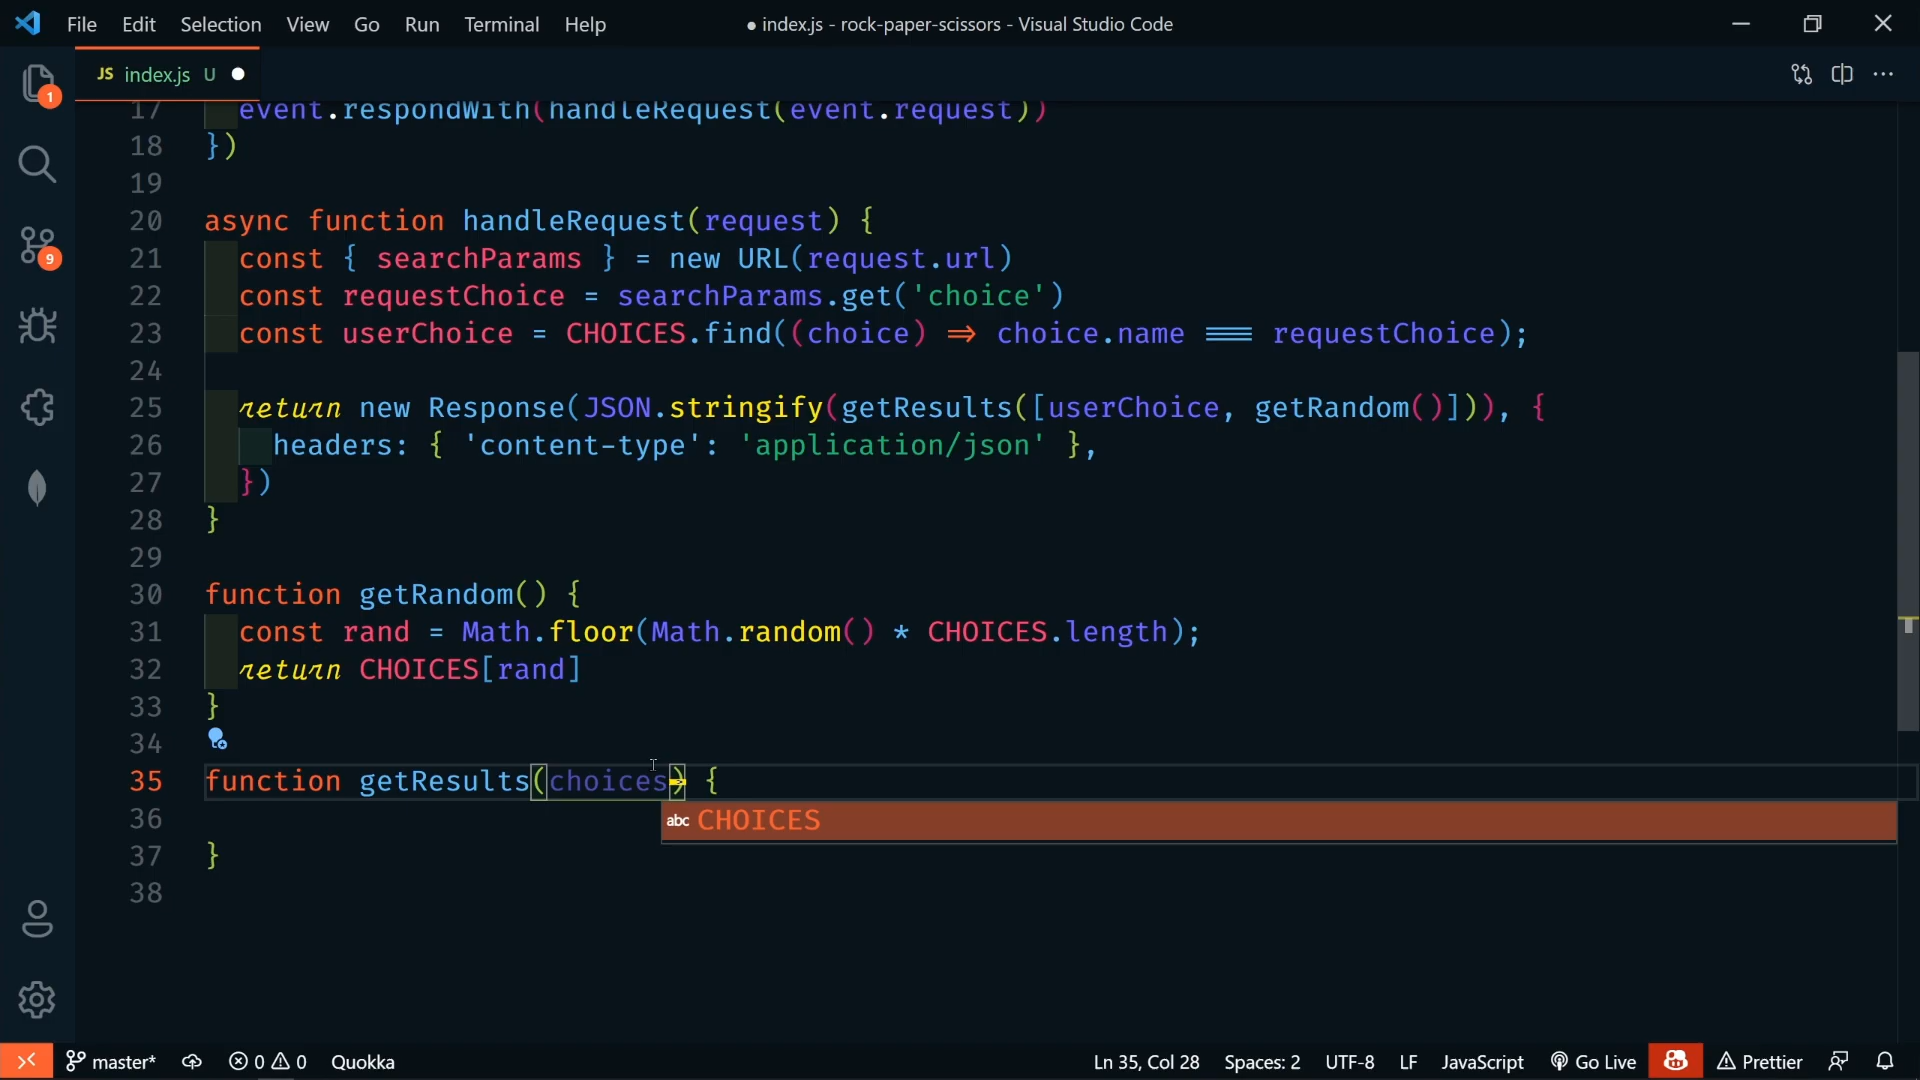 File Edit Selection View Go Run Terminal Help ● index.js - rock-paper-scissors - Visual Studio Code
JS index.js U ●
1
9
17 event.respondWith(handleRequest(event.request))
18 })
19
20 async function handleRequest(request) {
21 const { searchParams } = new URL(request.url)
22 const requestChoice = searchParams.get('choice')
23 const userChoice = CHOICES.find((choice) => choice.name === requestChoice);
24
25 return new Response(JSON.stringify(getResults([userChoice, getRandom()])), {
26 headers: { 'content-type': 'application/json' },
27 })
28 }
29
30 function getRandom() {
31 const rand = Math.floor(Math.random() * CHOICES.length);
32 return CHOICES[rand]
33 }
34
35 function getResults(choices) {
36 abc CHOICES
37 }
38
master* 0 0 Quokka Ln 35, Col 28 Spaces: 2 UTF-8 LF JavaScript Go Live Prettier